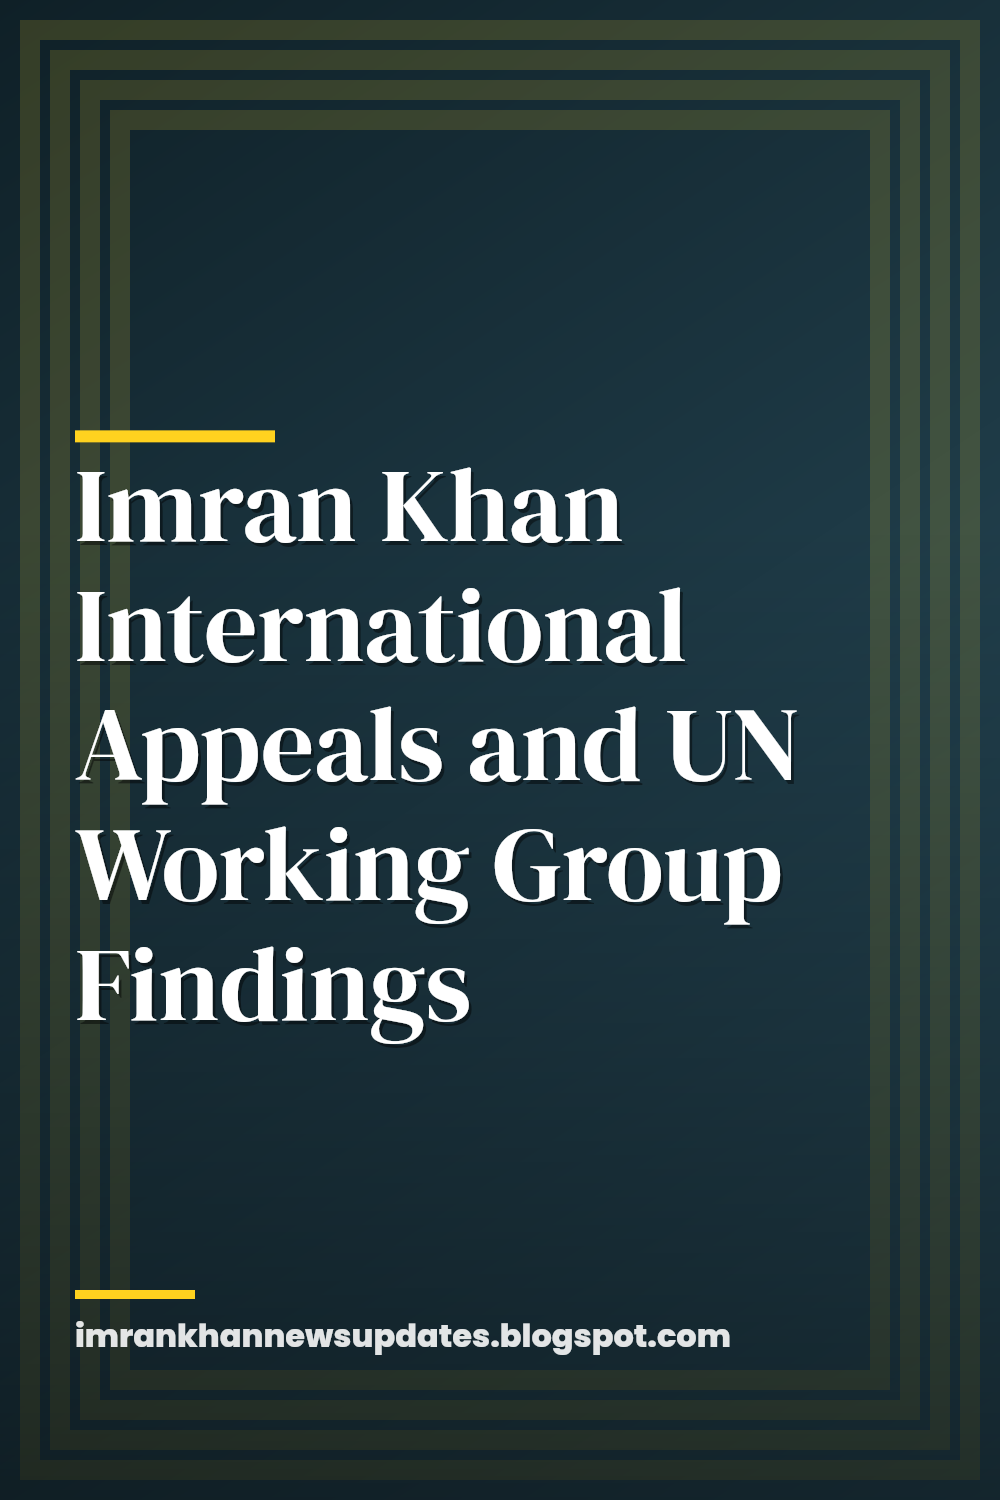 Imran Khan
International
Appeals and UN
Working Group
Findings
imrankhannewsupdates.blogspot.com